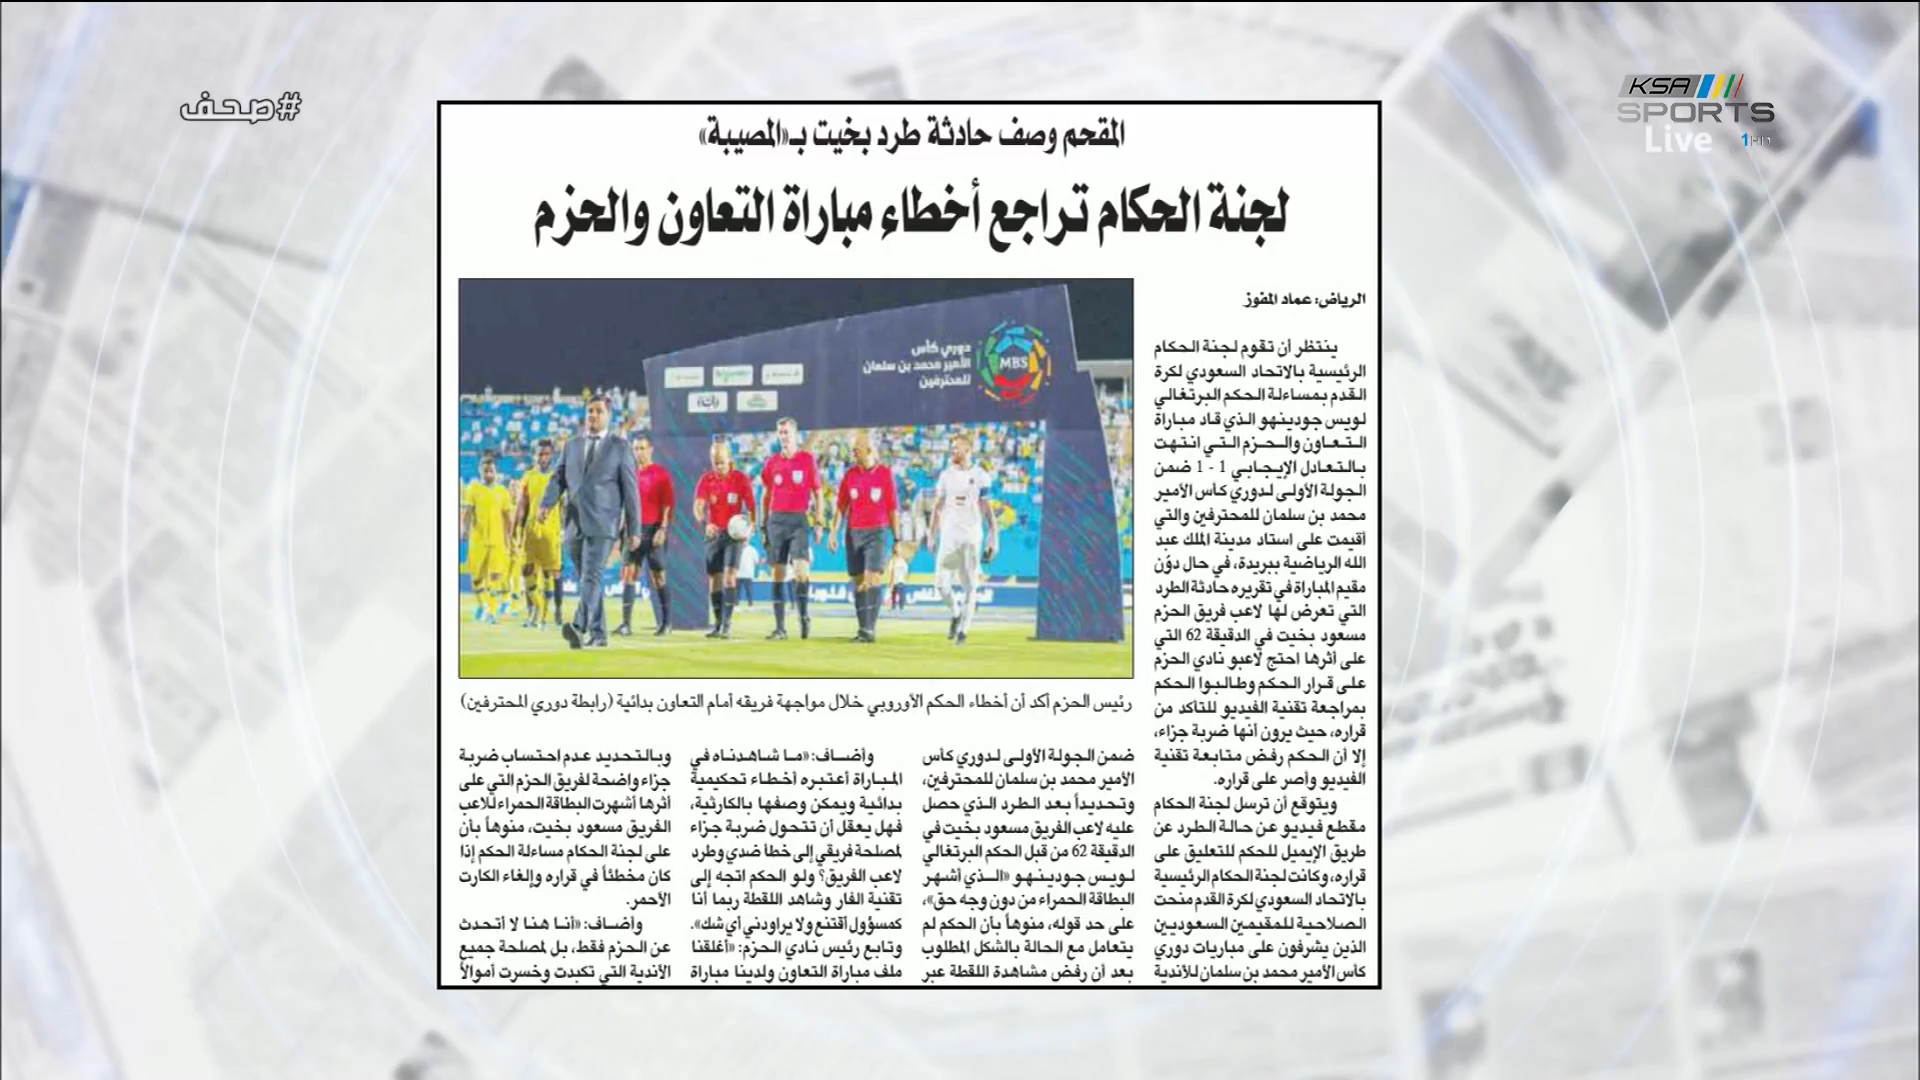 #صحف
KSA
SPORTS
Live
1HD
المقحم وصف حادثة طرد بخيت بـ«المصيبة»
لجنة الحكام تراجع أخطاء مباراة التعاون والحزم
الرياض: عماد المفوز
ينتظر أن تقوم لجنة الحكام
الرئيسية بالاتحاد السعودي لكرة
القدم بمساءلة الحكم البرتغالي
لويس جودينهو الذي قاد مباراة
التعاون والحزم التي انتهت
بالتعادل الإيجابي 1 - 1 ضمن
الجولة الأولى لدوري كأس الأمير
محمد بن سلمان للمحترفين والتي
أقيمت على استاد مدينة الملك عبد
الله الرياضية ببريدة، في حال دوّن
مقيم المباراة في تقريره حادثة الطرد
التي تعرض لها لاعب فريق الحزم
مسعود بخيت في الدقيقة 62 التي
على أثرها احتج لاعبو نادي الحزم
على قرار الحكم وطالبوا الحكم
بمراجعة تقنية الفيديو للتأكد من
قراره، حيث يرون أنها ضربة جزاء،
إلا أن الحكم رفض متابعة تقنية
الفيديو وأصر على قراره.
ويتوقع أن ترسل لجنة الحكام
مقطع فيديو عن حالة الطرد عن
طريق الإيميل للحكم للتعليق على
قراره، وكانت لجنة الحكام الرئيسية
بالاتحاد السعودي لكرة القدم منحت
الصلاحية للمقيمين السعوديين
الذين يشرفون على مباريات دوري
كأس الأمير محمد بن سلمان للأندية
دوري كأس
الأمير محمد بن سلمان
للمحترفين
MBS
رئيس الحزم أكد أن أخطاء الحكم الأوروبي خلال مواجهة فريقه أمام التعاون بدائية (رابطة دوري المحترفين)
ضمن الجولة الأولى لدوري كأس
الأمير محمد بن سلمان للمحترفين،
وتحديداً بعد الطرد الذي حصل
عليه لاعب الفريق مسعود بخيت في
الدقيقة 62 من قبل الحكم البرتغالي
لويس جودينهو «الذي أشهر
البطاقة الحمراء من دون وجه حق»،
على حد قوله، منوهاً بأن الحكم لم
يتعامل مع الحالة بالشكل المطلوب
بعد أن رفض مشاهدة اللقطة عبر
وأضاف: «ما شاهدناه في
المباراة أعتبره أخطاء تحكيمية
بدائية ويمكن وصفها بالكارثية،
فهل يعقل أن تتحول ضربة جزاء
لمصلحة فريقي إلى خطأ ضدي وطرد
لاعب الفريق؟ ولو الحكم اتجه إلى
تقنية الفار وشاهد اللقطة ربما أنا
كمسؤول أقتنع ولا يراودني أي شك».
وتابع رئيس نادي الحزم: «أغلقنا
ملف مباراة التعاون ولدينا مباراة
وبالتحديد عدم احتساب ضربة
جزاء واضحة لفريق الحزم التي على
أثرها أشهرت البطاقة الحمراء للاعب
الفريق مسعود بخيت، منوهاً بأن
على لجنة الحكام مساءلة الحكم إذا
كان مخطئاً في قراره وإلغاء الكارت
الأحمر.
وأضاف: «أنا هنا لا أتحدث
عن الحزم فقط، بل لمصلحة جميع
الأندية التي تكبدت وخسرت أموالاً